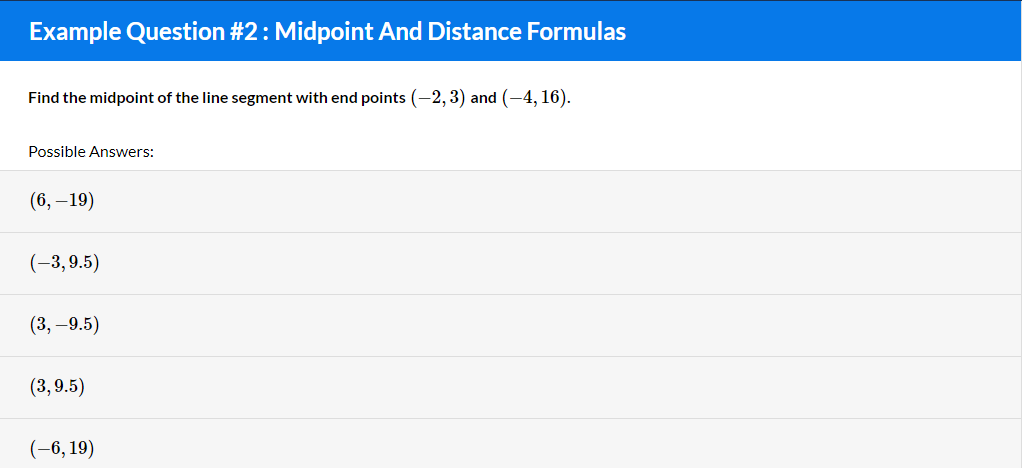 Example Question #2 : Midpoint And Distance Formulas
Find the midpoint of the line segment with end points (−2, 3) and (−4, 16).
Possible Answers:
(6, −19)
(−3, 9.5)
(3, −9.5)
(3, 9.5)
(−6, 19)